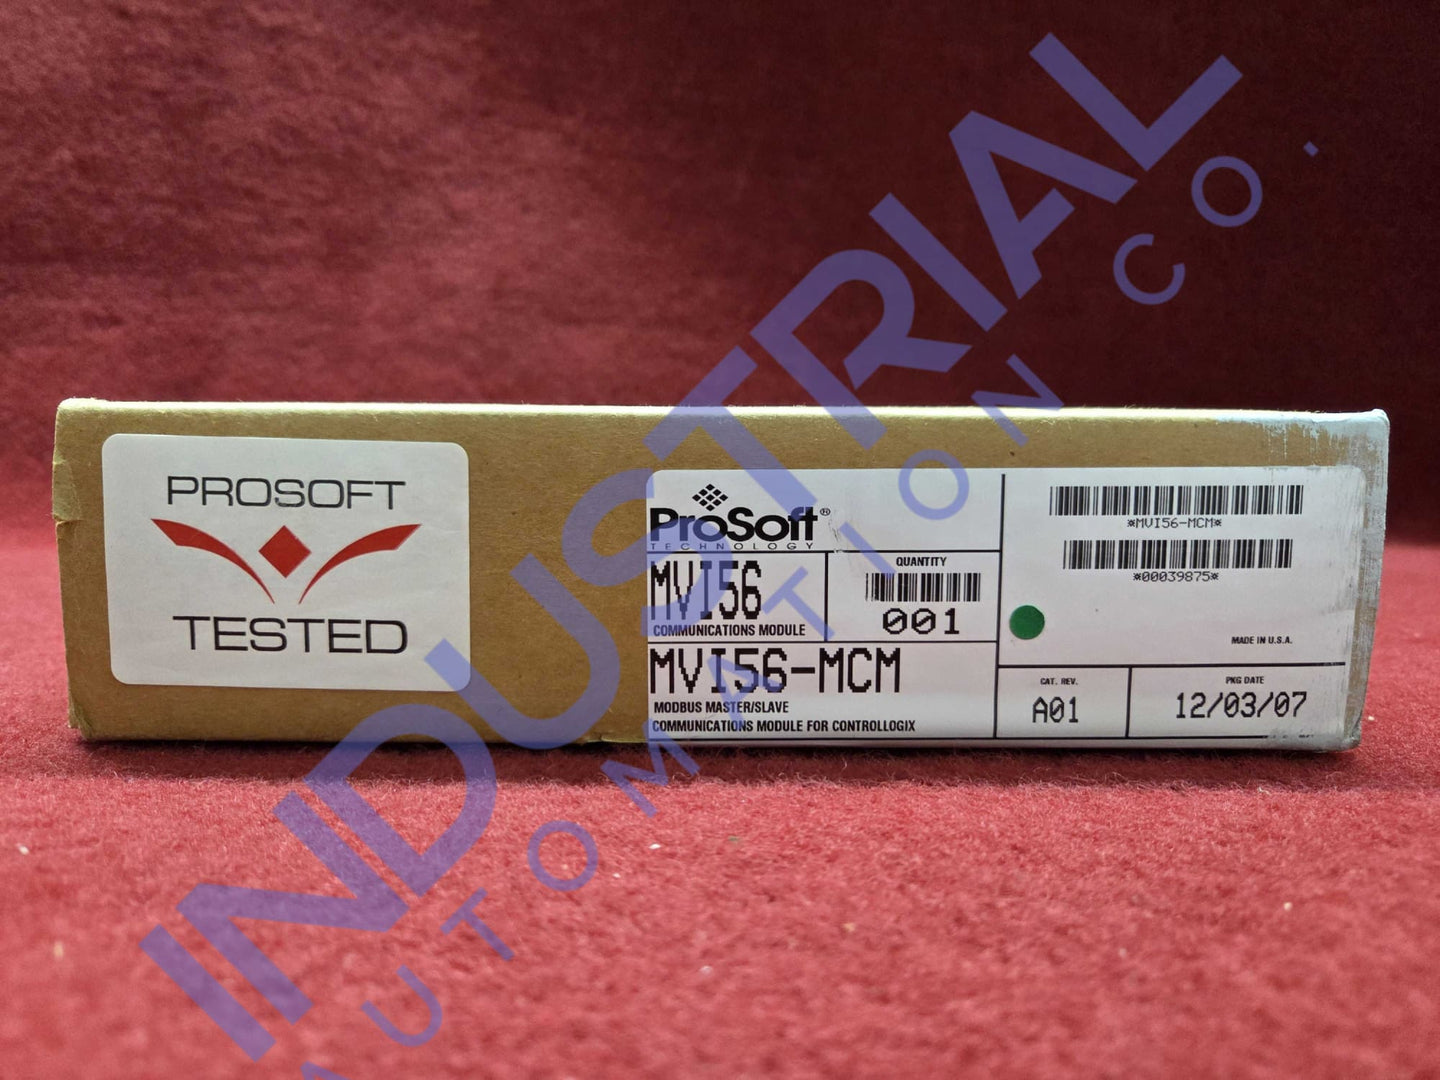 PROSOFT
TESTED
ProSoft®
TECHNOLOGY
MVI56
COMMUNICATIONS MODULE
QUANTITY
001
MVI56-MCM
MODBUS MASTER/SLAVE
COMMUNICATIONS MODULE FOR CONTROLLOGIX
*MVI56-MCM*
*00039875*
MADE IN U.S.A.
CAT. REV.
A01
PKG DATE
12/03/07
INDUSTRIAL
AUTOMATION CO.